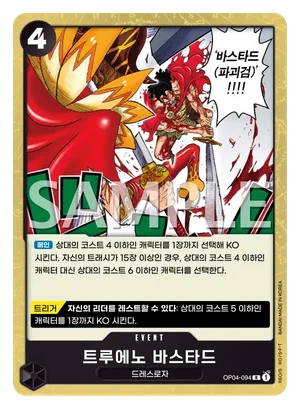 4
'바스타드
(파괴검)'
!!!!
SAMPLE
메인 상대의 코스트 4 이하인 캐릭터를 1장까지 선택해 KO
시킨다. 자신의 트래시가 15장 이상인 경우, 상대의 코스트 4 이하인
캐릭터 대신 상대의 코스트 6 이하인 캐릭터를 선택한다.
트리거 자신의 리더를 레스트할 수 있다: 상대의 코스트 5 이하인
캐릭터를 1장까지 KO 시킨다.
EVENT
트루에노 바스타드
드레스로자
OP04-094 R 1
BANDAI MADE IN KOREA